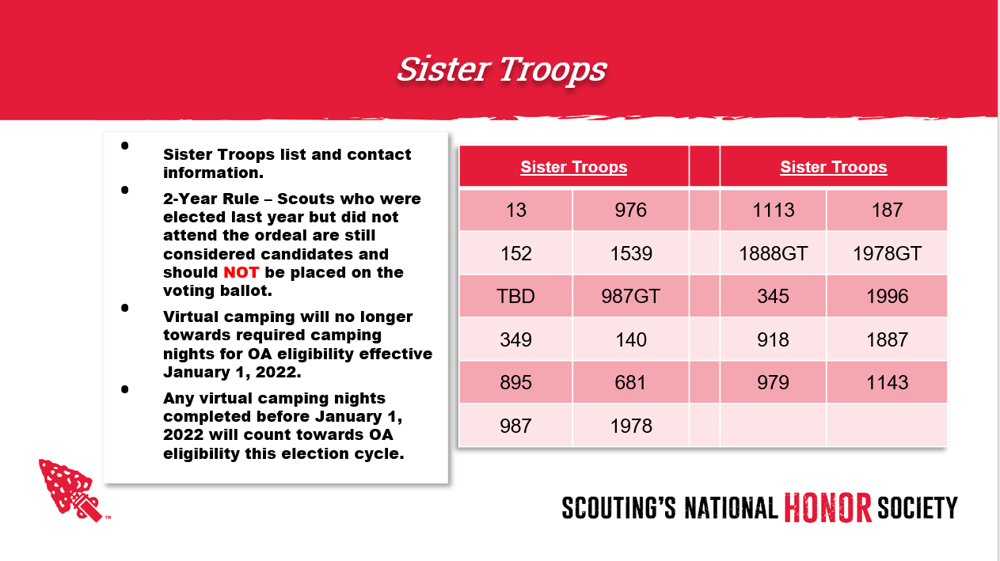 Sister Troops
• Sister Troops list and contact
information.
• 2-Year Rule – Scouts who were
elected last year but did not
attend the ordeal are still
considered candidates and
should NOT be placed on the
voting ballot.
• Virtual camping will no longer
towards required camping
nights for OA eligibility effective
January 1, 2022.
• Any virtual camping nights
completed before January 1,
2022 will count towards OA
eligibility this election cycle.
Sister Troops Sister Troops
13 976 1113 187
152 1539 1888GT 1978GT
TBD 987GT 345 1996
349 140 918 1887
895 681 979 1143
987 1978
TM
SCOUTING'S NATIONAL HONOR SOCIETY